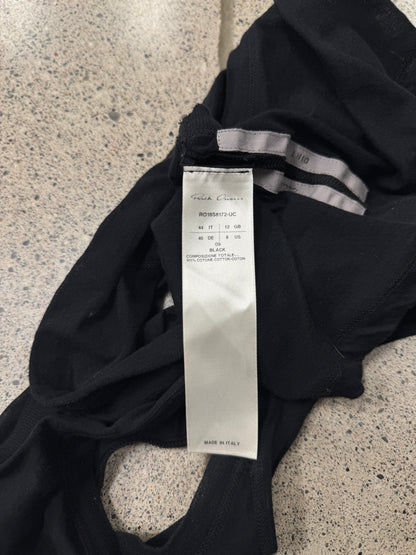 Rick Owens
RO18S8172-UC
44 IT 12 GB
40 DE 8 US
09
BLACK
COMPOSIZIONE TOTALE-
100% COTONE-COTTON-COTON
MADE IN ITALY